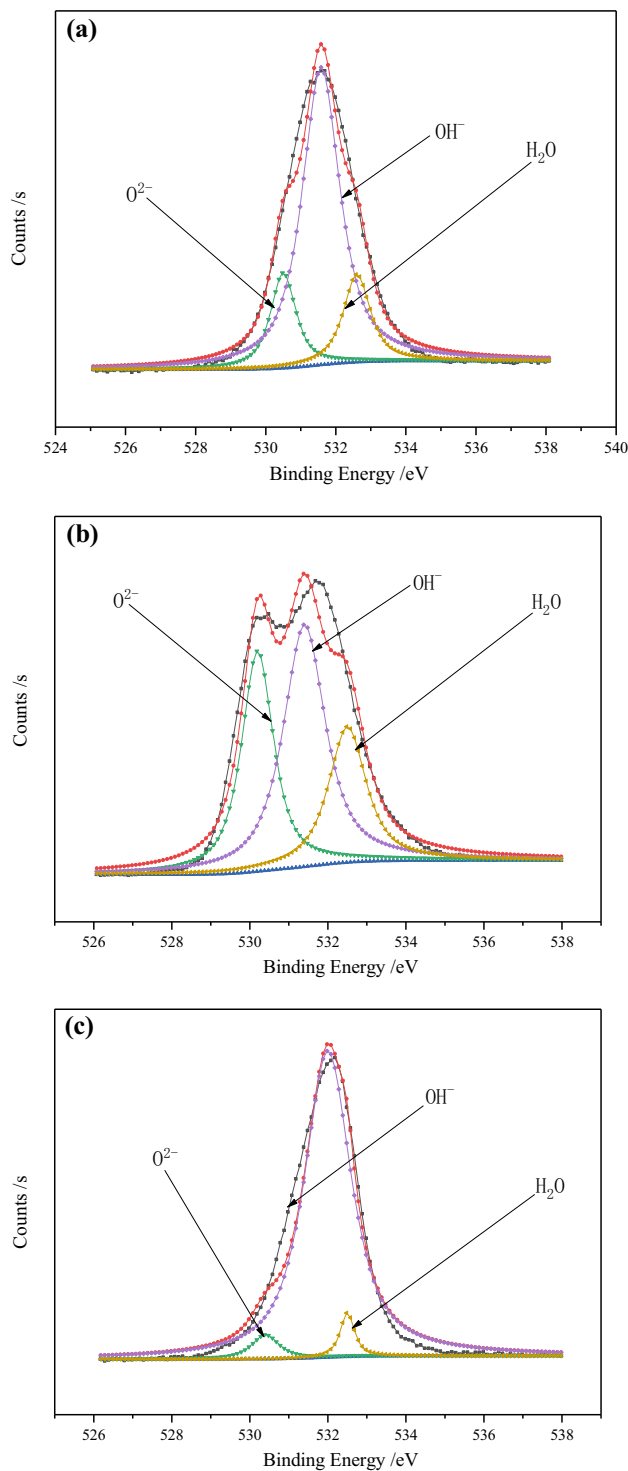 (a)
OH⁻
H₂O
O²⁻
Counts /s
524 526 528 530 532 534 536 538 540
Binding Energy /eV
(b)
O²⁻
OH⁻
H₂O
Counts /s
526 528 530 532 534 536 538
Binding Energy /eV
(c)
OH⁻
O²⁻
H₂O
Counts /s
526 528 530 532 534 536 538
Binding Energy /eV